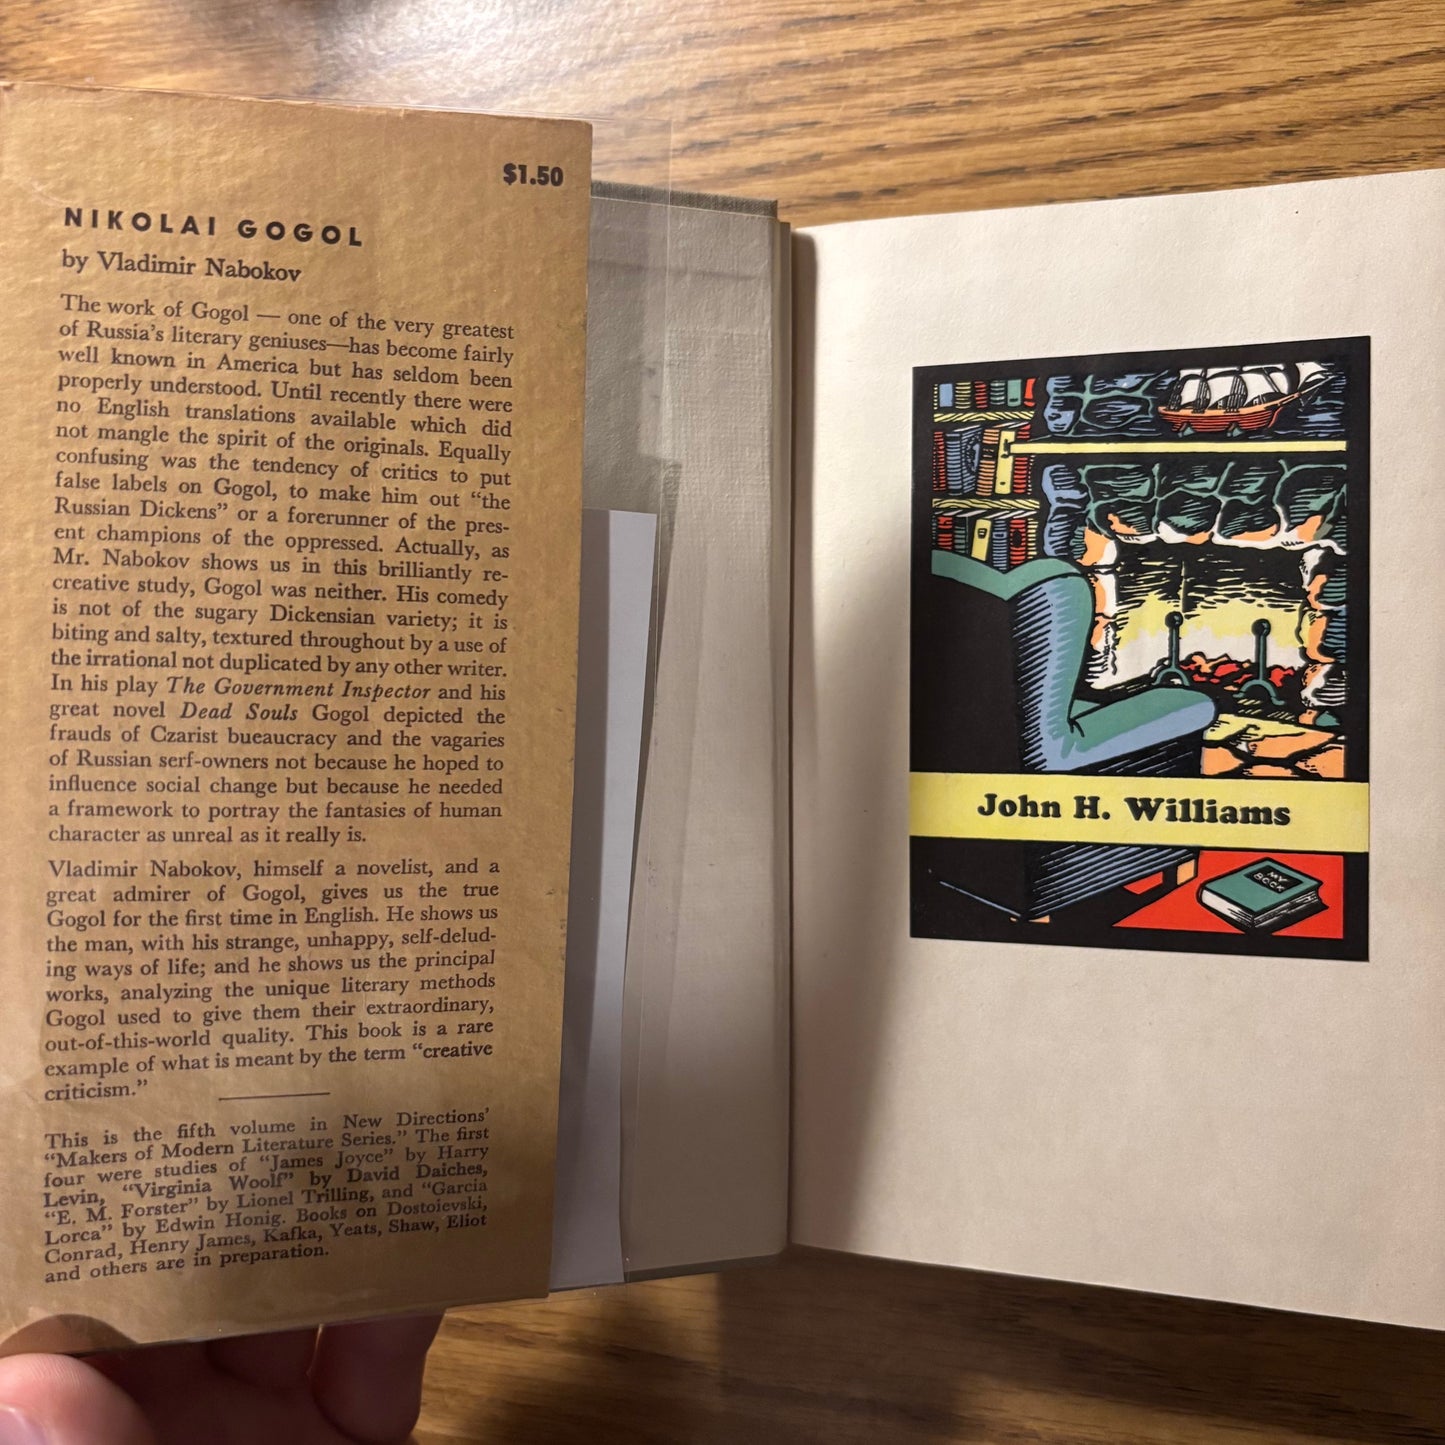 $1.50
NIKOLAI GOGOL
by Vladimir Nabokov
The work of Gogol — one of the very greatest
of Russia's literary geniuses—has become fairly
well known in America but has seldom been
properly understood. Until recently there were
no English translations available which did
not mangle the spirit of the originals. Equally
confusing was the tendency of critics to put
false labels on Gogol, to make him out “the
Russian Dickens” or a forerunner of the pres-
ent champions of the oppressed. Actually, as
Mr. Nabokov shows us in this brilliantly re-
creative study, Gogol was neither. His comedy
is not of the sugary Dickensian variety; it is
biting and salty, textured throughout by a use of
the irrational not duplicated by any other writer.
In his play The Government Inspector and his
great novel Dead Souls Gogol depicted the
frauds of Czarist bueaucracy and the vagaries
of Russian serf-owners not because he hoped to
influence social change but because he needed
a framework to portray the fantasies of human
character as unreal as it really is.
Vladimir Nabokov, himself a novelist, and a
great admirer of Gogol, gives us the true
Gogol for the first time in English. He shows us
the man, with his strange, unhappy, self-delud-
ing ways of life; and he shows us the principal
works, analyzing the unique literary methods
Gogol used to give them their extraordinary,
out-of-this-world quality. This book is a rare
example of what is meant by the term “creative
criticism.”
This is the fifth volume in New Directions’
“Makers of Modern Literature Series.” The first
four were studies of “James Joyce” by Harry
Levin, “Virginia Woolf” by David Daiches,
“E. M. Forster” by Lionel Trilling, and “Garcia
Lorca” by Edwin Honig. Books on Dostoievski,
Conrad, Henry James, Kafka, Yeats, Shaw, Eliot
and others are in preparation.
John H. Williams
MY
BOOK